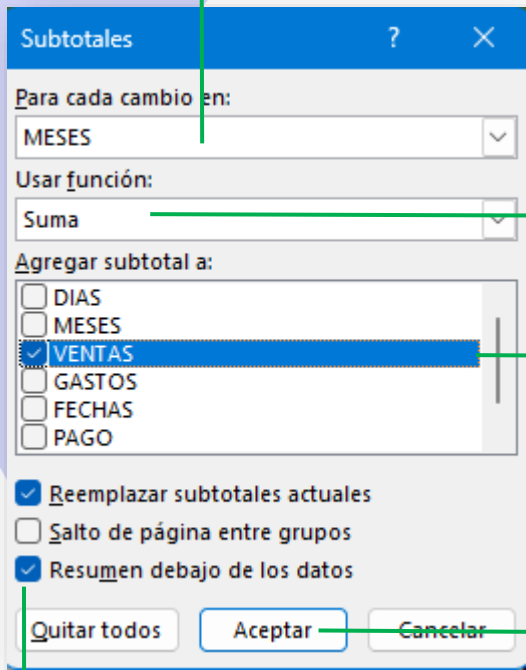 Subtotales ?
Para cada cambio en:
MESES
Usar función:
Suma
Agregar subtotal a:
DIAS
MESES
VENTAS
GASTOS
FECHAS
PAGO
Reemplazar subtotales actuales
Salto de página entre grupos
Resumen debajo de los datos
Quitar todos Aceptar Cancelar